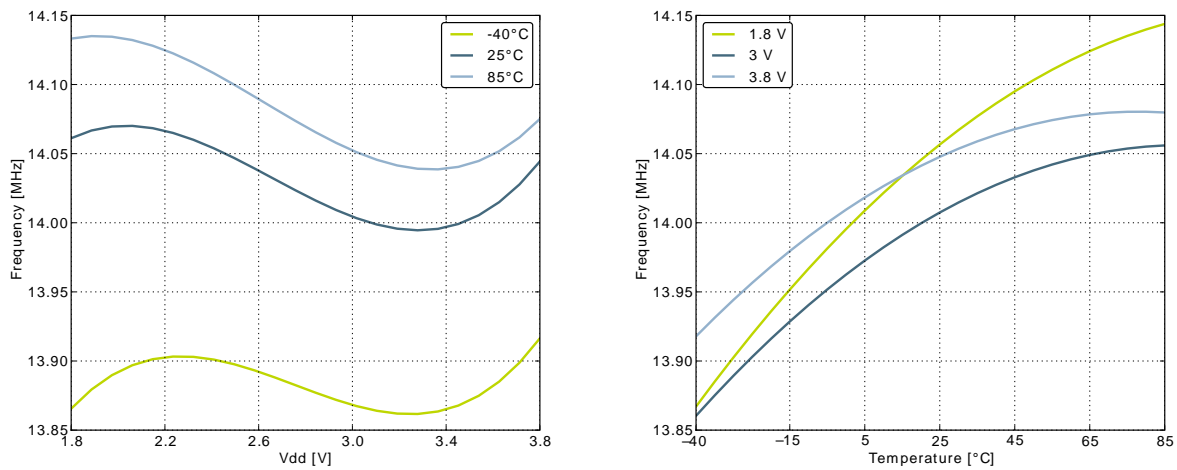 14.15
14.10
14.05
14.00
13.95
13.90
13.85
Frequency [MHz]
-40°C
25°C
85°C
1.8
2.2
2.6
3.0
3.4
3.8
Vdd [V]
14.15
14.10
14.05
14.00
13.95
13.90
13.85
Frequency [MHz]
1.8 V
3 V
3.8 V
−40
−15
5
25
45
65
85
Temperature [°C]